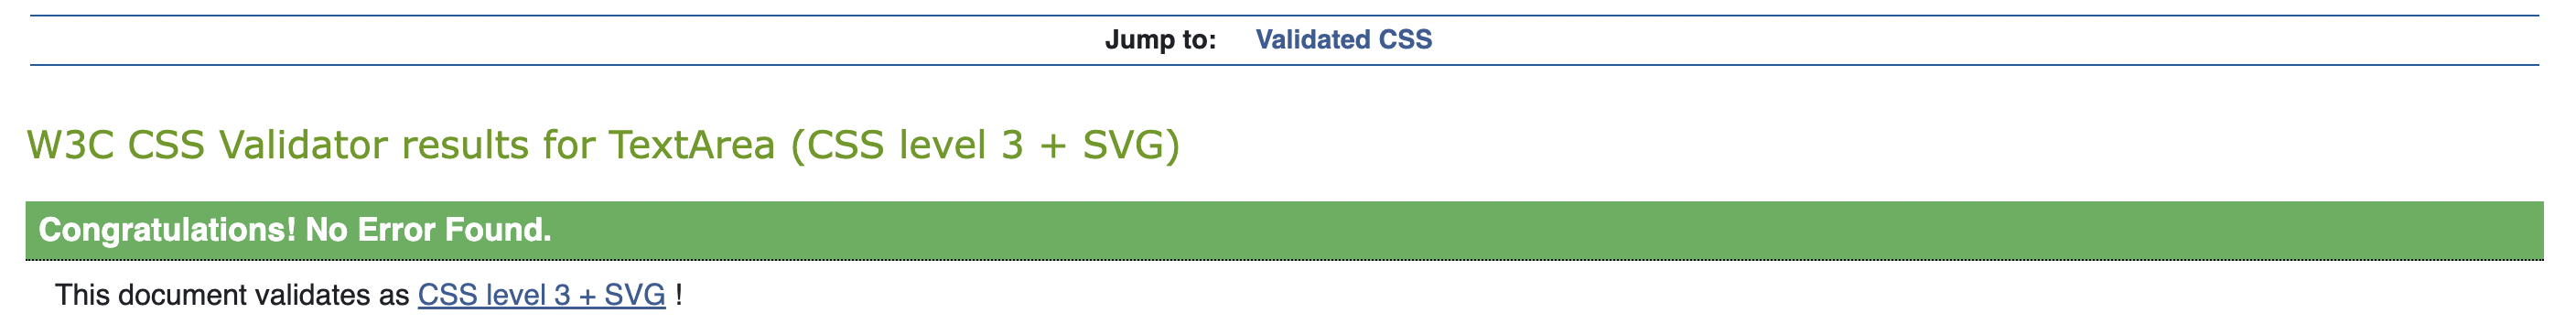 Jump to: Validated CSS
W3C CSS Validator results for TextArea (CSS level 3 + SVG)
Congratulations! No Error Found.
This document validates as CSS level 3 + SVG !